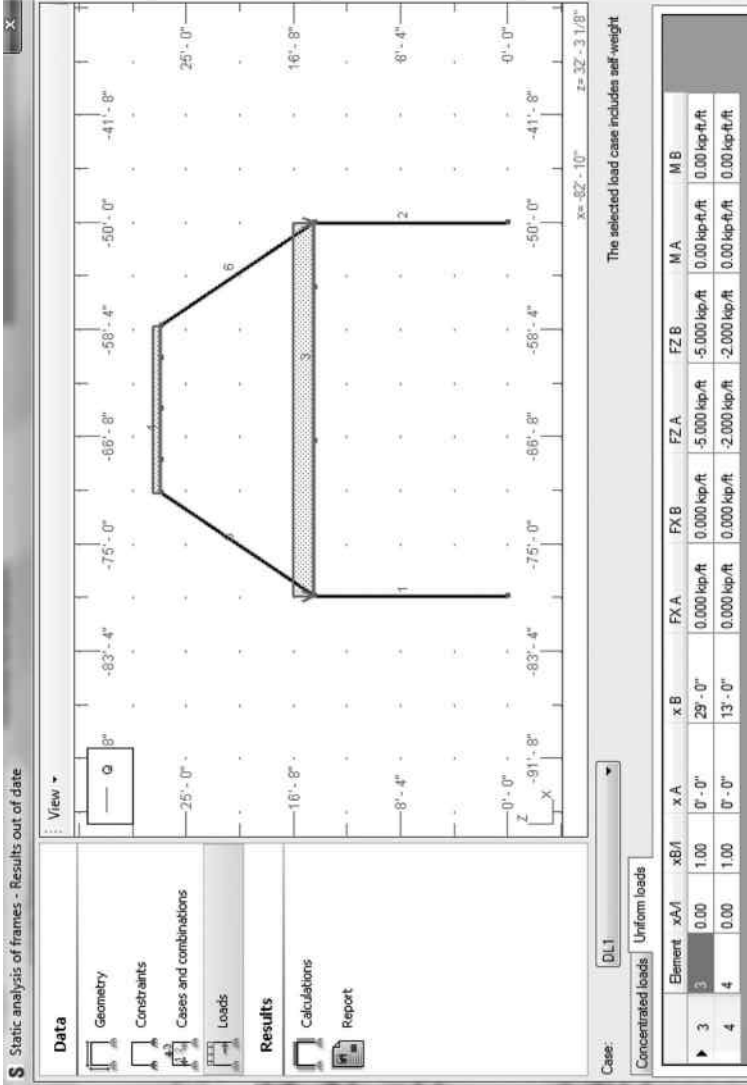 S Static analysis of frames - Results out of date
x
Data
Geometry
Constraints
Cases and combinations
Loads
Results
Calculations
Report
View
Q
8"
-83'- 4"
-75'- 0"
-66'- 8"
-58'- 4"
-50'- 0"
-41'- 8"
25'- 0"
25'- 0"
16'- 8"
16'- 8"
8'- 4"
8'- 4"
0'- 0"
0'- 0"
4
6
3
1
2
Z
X
-91'- 8"
-83'- 4"
-75'- 0"
-66'- 8"
-58'- 4"
-50'- 0"
-41'- 8"
x= -82' - 10"
z= 32' - 3 1/8"
Case:
DL1
The selected load case includes self-weight
Concentrated loads
Uniform loads
Element xA/l xB/l x A x B FX A FX B FZ A FZ B M A M B
3 3 0.00 1.00 0' - 0" 29' - 0" 0.000 kip/ft 0.000 kip/ft -5.000 kip/ft -5.000 kip/ft 0.00 kip-ft/ft 0.00 kip-ft/ft
4 4 0.00 1.00 0' - 0" 13' - 0" 0.000 kip/ft 0.000 kip/ft -2.000 kip/ft -2.000 kip/ft 0.00 kip-ft/ft 0.00 kip-ft/ft